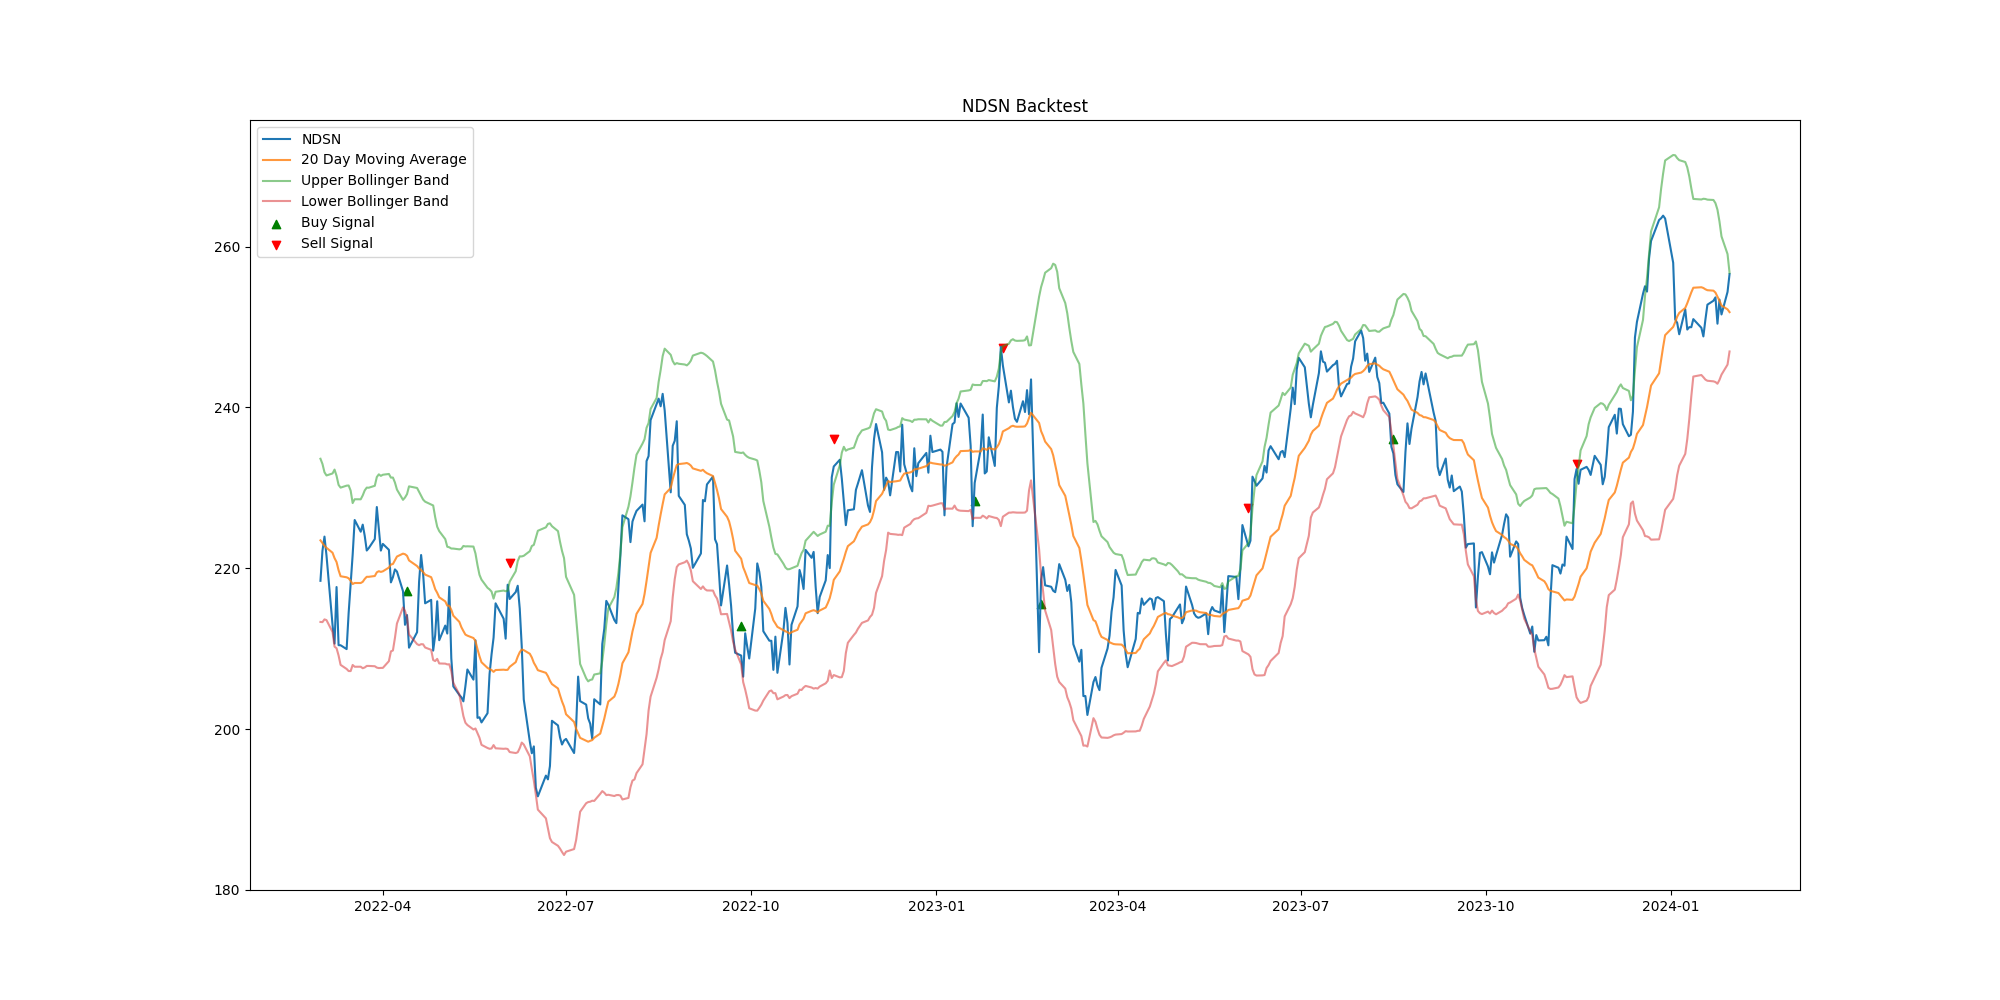 NDSN Backtest
NDSN
20 Day Moving Average
Upper Bollinger Band
Lower Bollinger Band
Buy Signal
Sell Signal
260
240
220
200
180
2022-04 2022-07 2022-10 2023-01 2023-04 2023-07 2023-10 2024-01